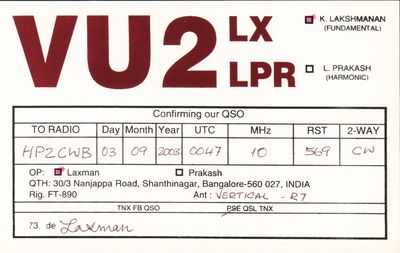 VU2 LX K. LAKSHMANAN
(FUNDAMENTAL)
LPR L. PRAKASH
(HARMONIC)
Confirming our QSO
TO RADIO Day Month Year UTC MHz RST 2-WAY
HP2CWB 03 09 2003 0047 10 569 CW
OP: Laxman Prakash
QTH: 30/3 Nanjappa Road, Shanthinagar, Bangalore-560 027, INDIA
Rig. FT-890 Ant : VERTICAL - R7
TNX FB QSO PSE QSL TNX
73. de Laxman